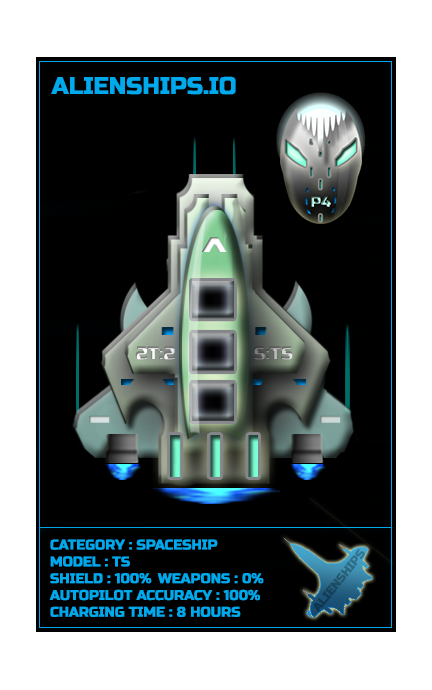 ALIENSHIPS.IO
P4
2T:2 S:TS
CATEGORY : SPACESHIP
MODEL : TS
SHIELD : 100% WEAPONS : 0%
AUTOPILOT ACCURACY : 100%
CHARGING TIME : 8 HOURS
ALIENSHIPS